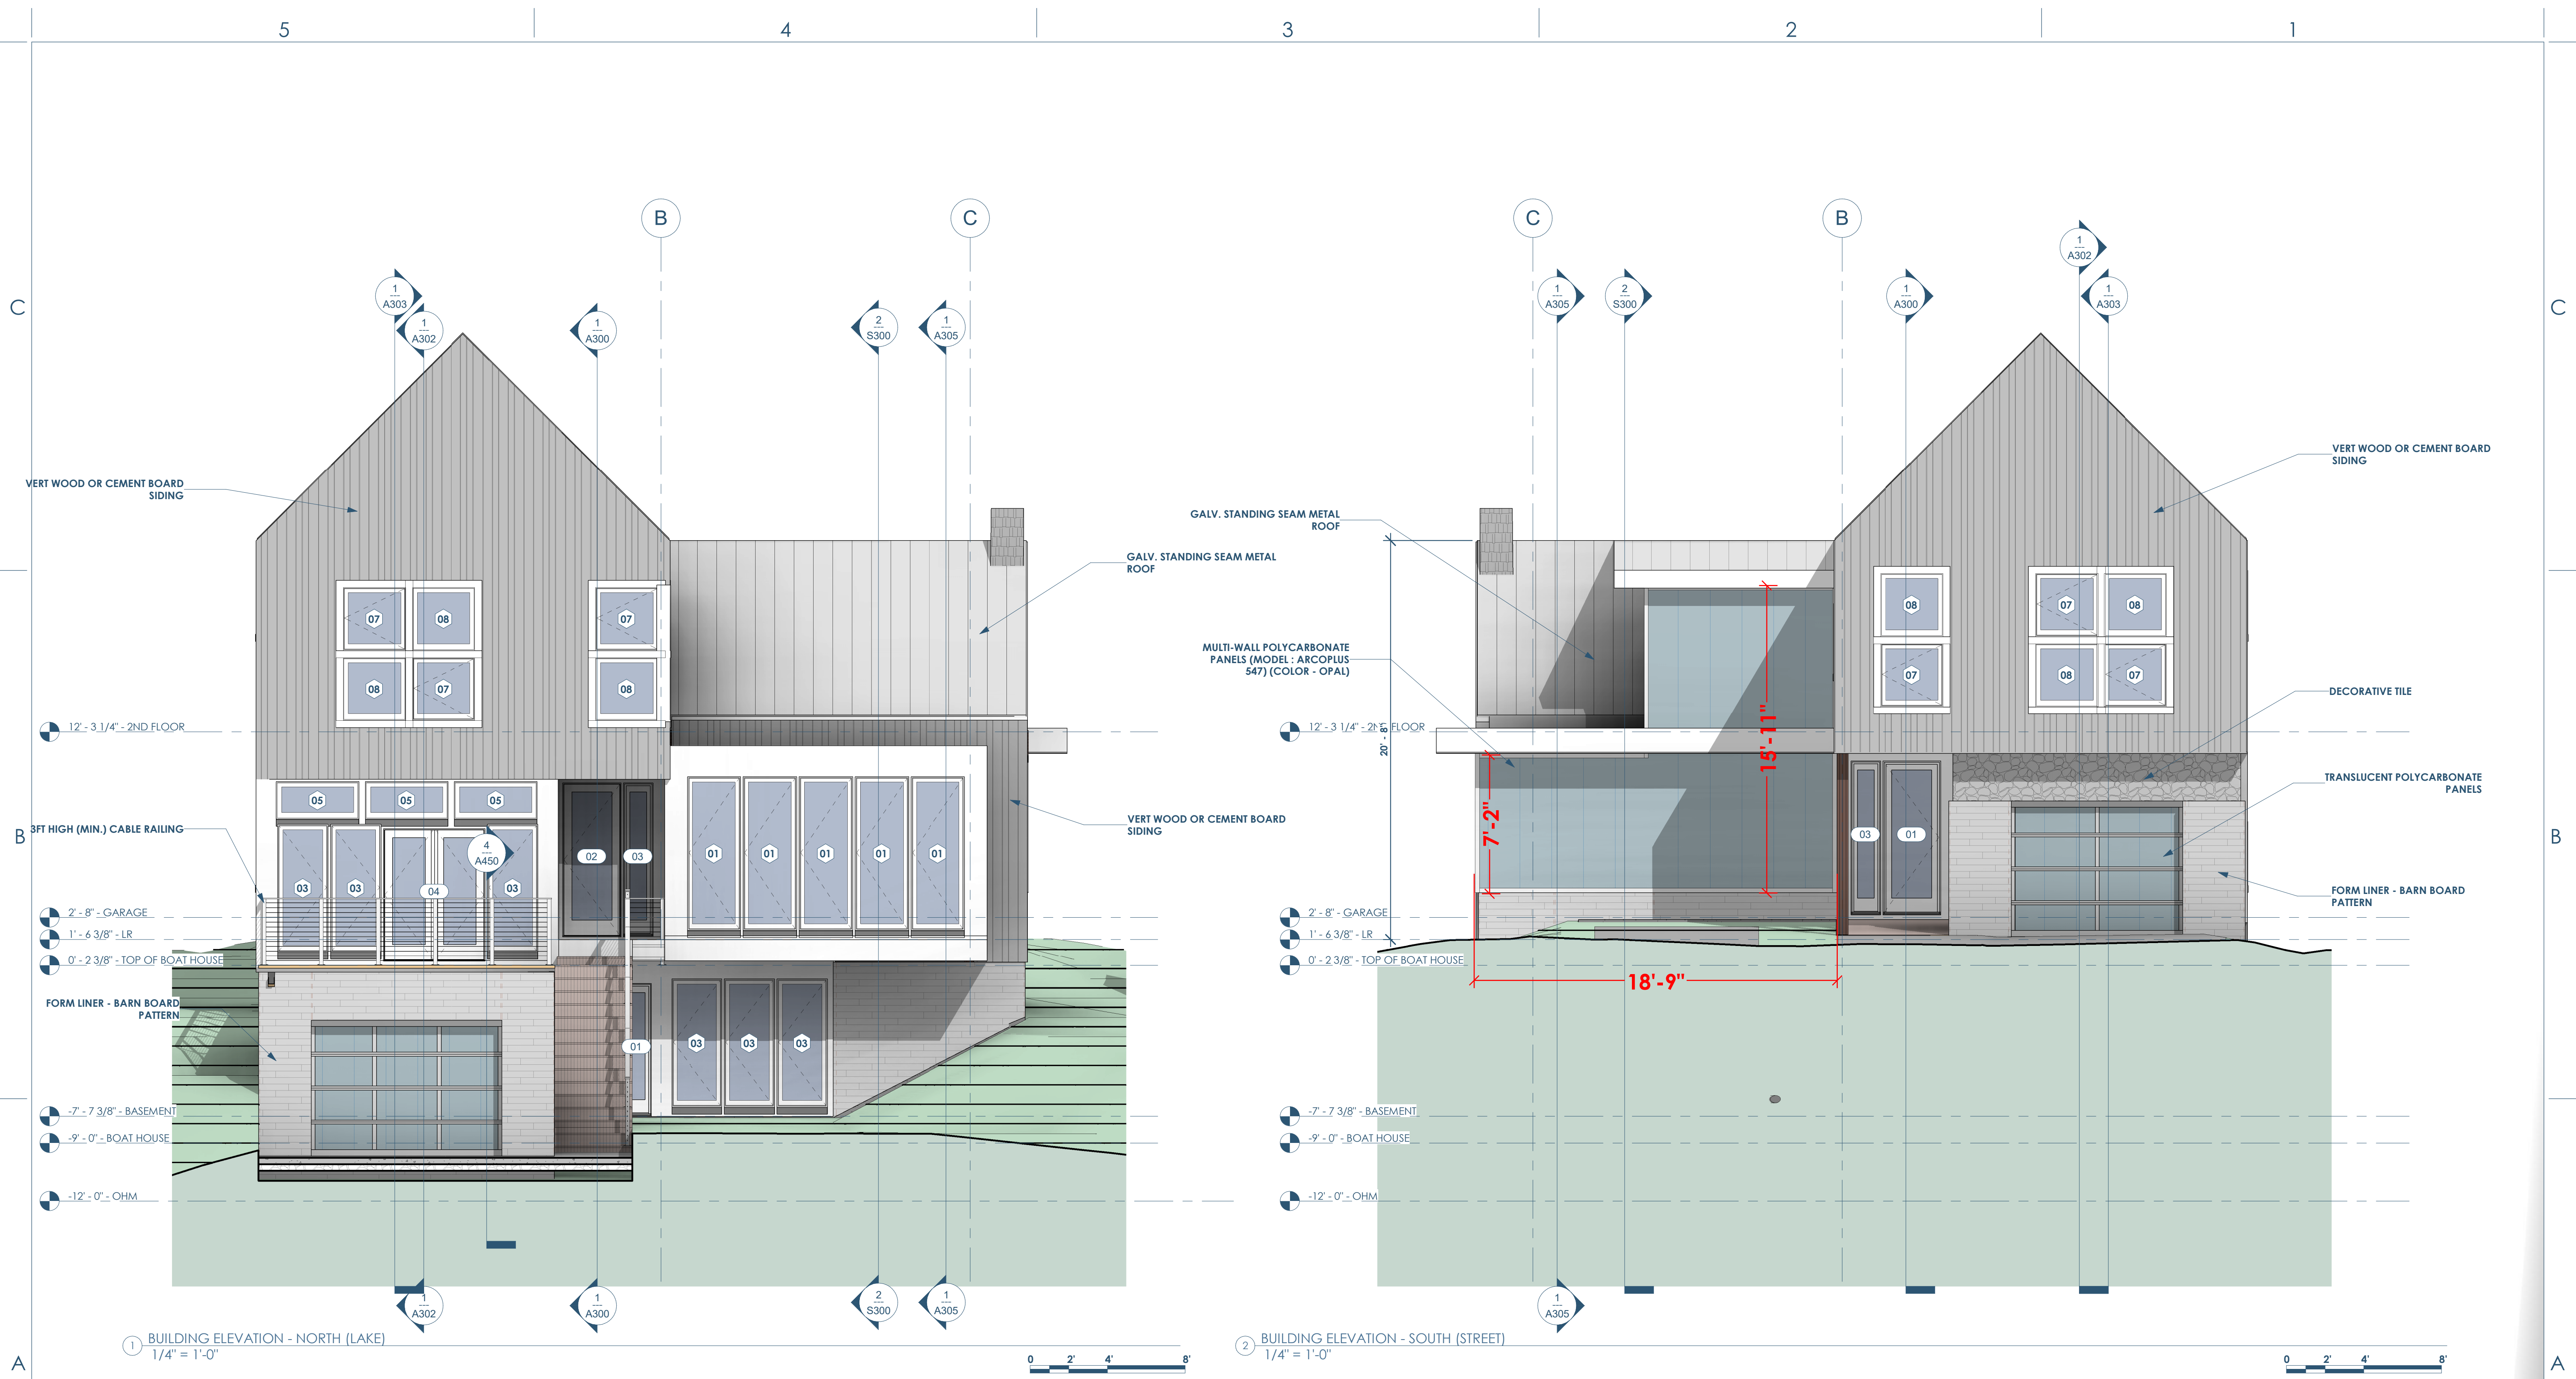 5 4 3 2 1
B C C B
1
A302
1
A303
1
A305
2
S300
1
A300
1
A303
C C
1
A302
1
A300
2
S300
1
A305
VERT WOOD OR CEMENT BOARD
SIDING
VERT WOOD OR CEMENT BOARD
SIDING
GALV. STANDING SEAM METAL
ROOF
GALV. STANDING SEAM METAL
ROOF
07 08 07
08 07 08
08 07 08
07 08 07
MULTI-WALL POLYCARBONATE
PANELS (MODEL : ARCOPLUS
547) (COLOR - OPAL)
DECORATIVE TILE
12' - 3 1/4" - 2ND FLOOR
12' - 3 1/4" - 2ND FLOOR
20' - 8"
15'-11"
7'-2"
18'-9"
TRANSLUCENT POLYCARBONATE
PANELS
05 05 05
3FT HIGH (MIN.) CABLE RAILING
VERT WOOD OR CEMENT BOARD
SIDING
B B
4
A450
02 03
01 01 01 01 01
03 01
03 03 04 03
FORM LINER - BARN BOARD
PATTERN
2' - 8" - GARAGE
1' - 6 3/8" - LR
0' - 2 3/8" - TOP OF BOAT HOUSE
2' - 8" - GARAGE
1' - 6 3/8" - LR
0' - 2 3/8" - TOP OF BOAT HOUSE
FORM LINER - BARN BOARD
PATTERN
01 03 03 03
-7' - 7 3/8" - BASEMENT
-9' - 0" - BOAT HOUSE
-12' - 0" - OHM
-7' - 7 3/8" - BASEMENT
-9' - 0" - BOAT HOUSE
-12' - 0" - OHM
1
A302
1
A300
2
S300
1
A305
1
A305
1 BUILDING ELEVATION - NORTH (LAKE)
1/4" = 1'-0"
0 2' 4' 8'
2 BUILDING ELEVATION - SOUTH (STREET)
1/4" = 1'-0"
0 2' 4' 8'
A A